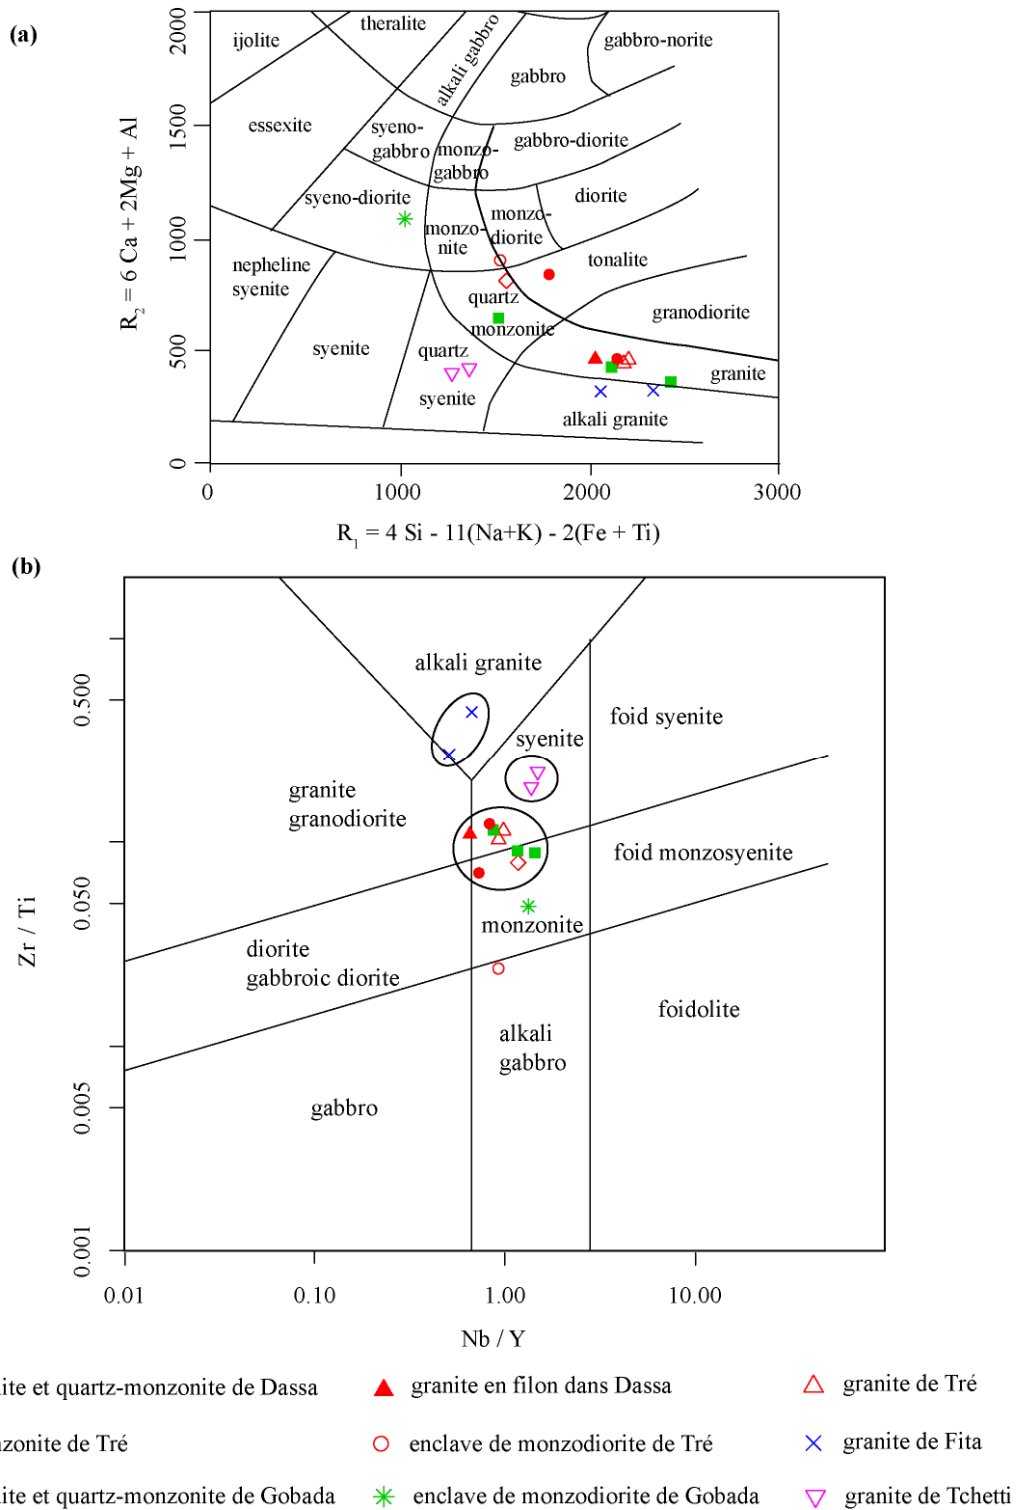 (a)
2000
1500
1000
500
0
R2 = 6 Ca + 2Mg + Al
ijolite
theralite
alkali gabbro
gabbro-norite
gabbro
essexite
syeno-
gabbro
monzo-
gabbro
gabbro-diorite
syeno-diorite
monzo-
nite
monzo-
diorite
diorite
nepheline
syenite
tonalite
quartz
monzonite
granodiorite
syenite
quartz
syenite
granite
alkali granite
0
1000
2000
3000
R1 = 4 Si - 11(Na+K) - 2(Fe + Ti)
(b)
0.500
0.050
0.005
0.001
Zr / Ti
alkali granite
foid syenite
syenite
granite
granodiorite
foid monzosyenite
monzonite
diorite
gabbroic diorite
foidolite
alkali
gabbro
gabbro
0.01
0.10
1.00
10.00
Nb / Y
ite et quartz-monzonite de Dassa
granite en filon dans Dassa
granite de Tré
nzonite de Tré
enclave de monzodiorite de Tré
granite de Fita
ite et quartz-monzonite de Gobada
enclave de monzodiorite de Gobada
granite de Tchetti